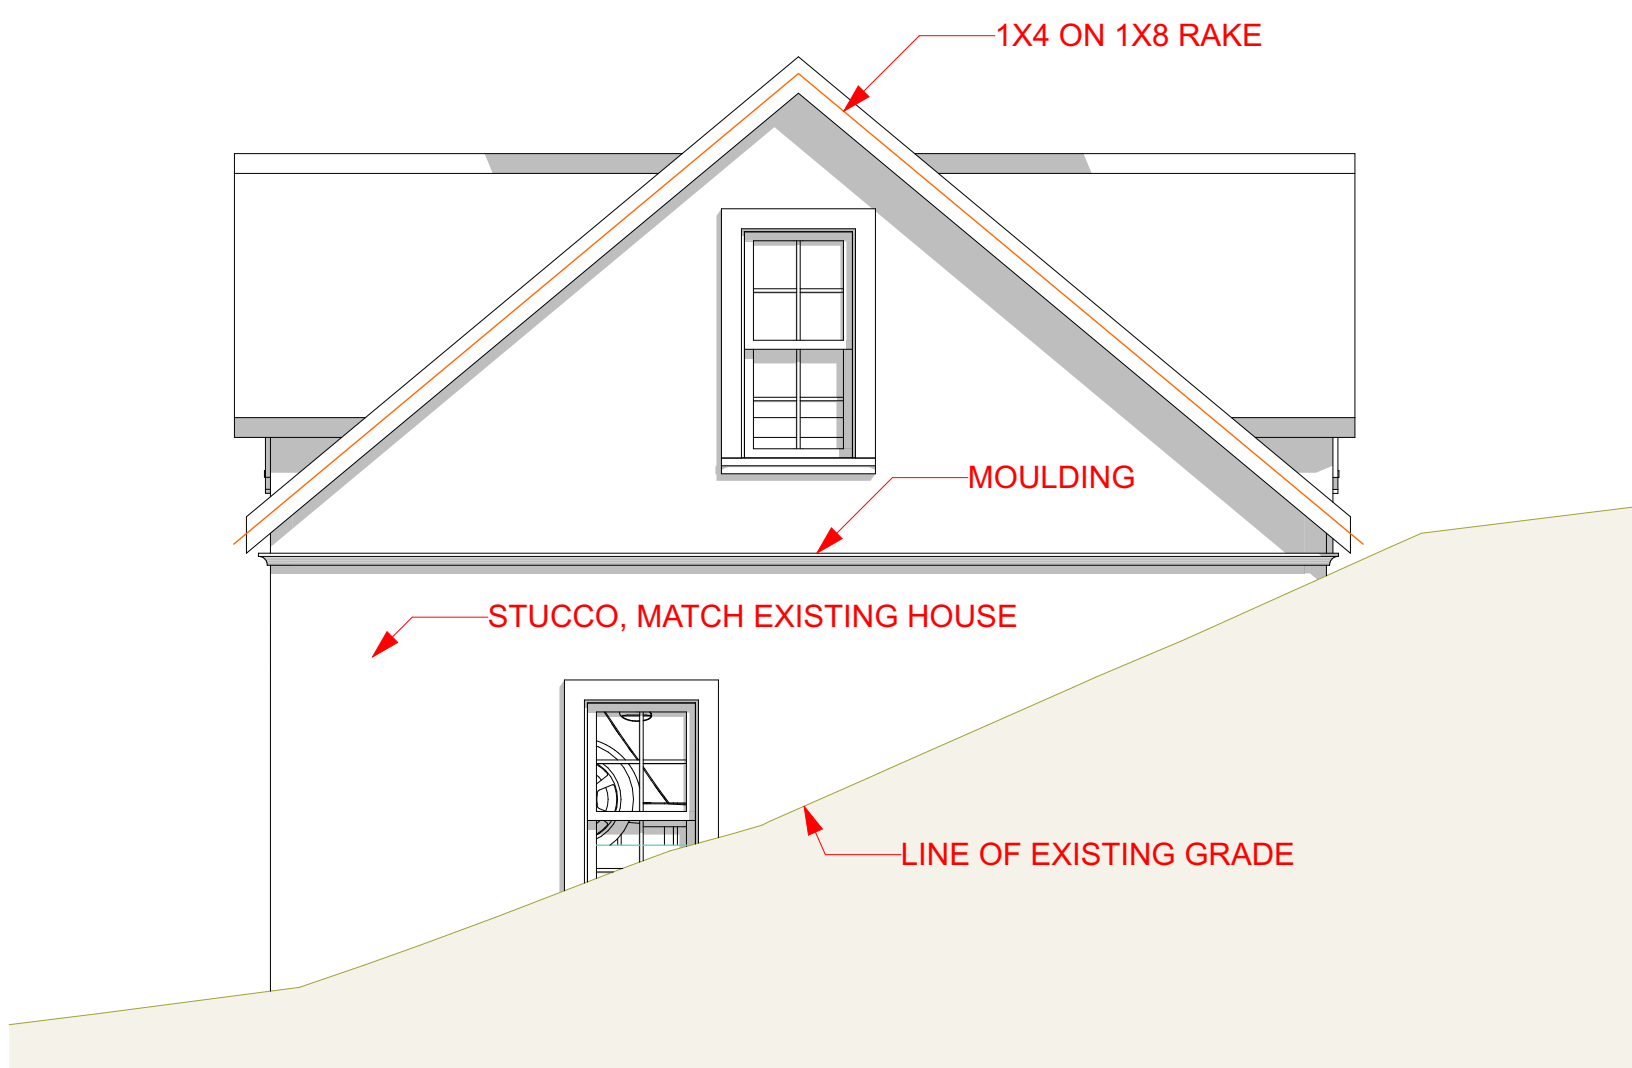 1X4 ON 1X8 RAKE
MOULDING
STUCCO, MATCH EXISTING HOUSE
LINE OF EXISTING GRADE